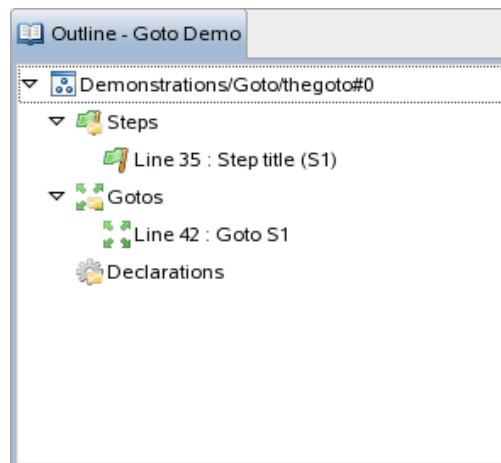 Outline - Goto Demo
Demonstrations/Goto/thegoto#0
Steps
Line 35 : Step title (S1)
Gotos
Line 42 : Goto S1
Declarations